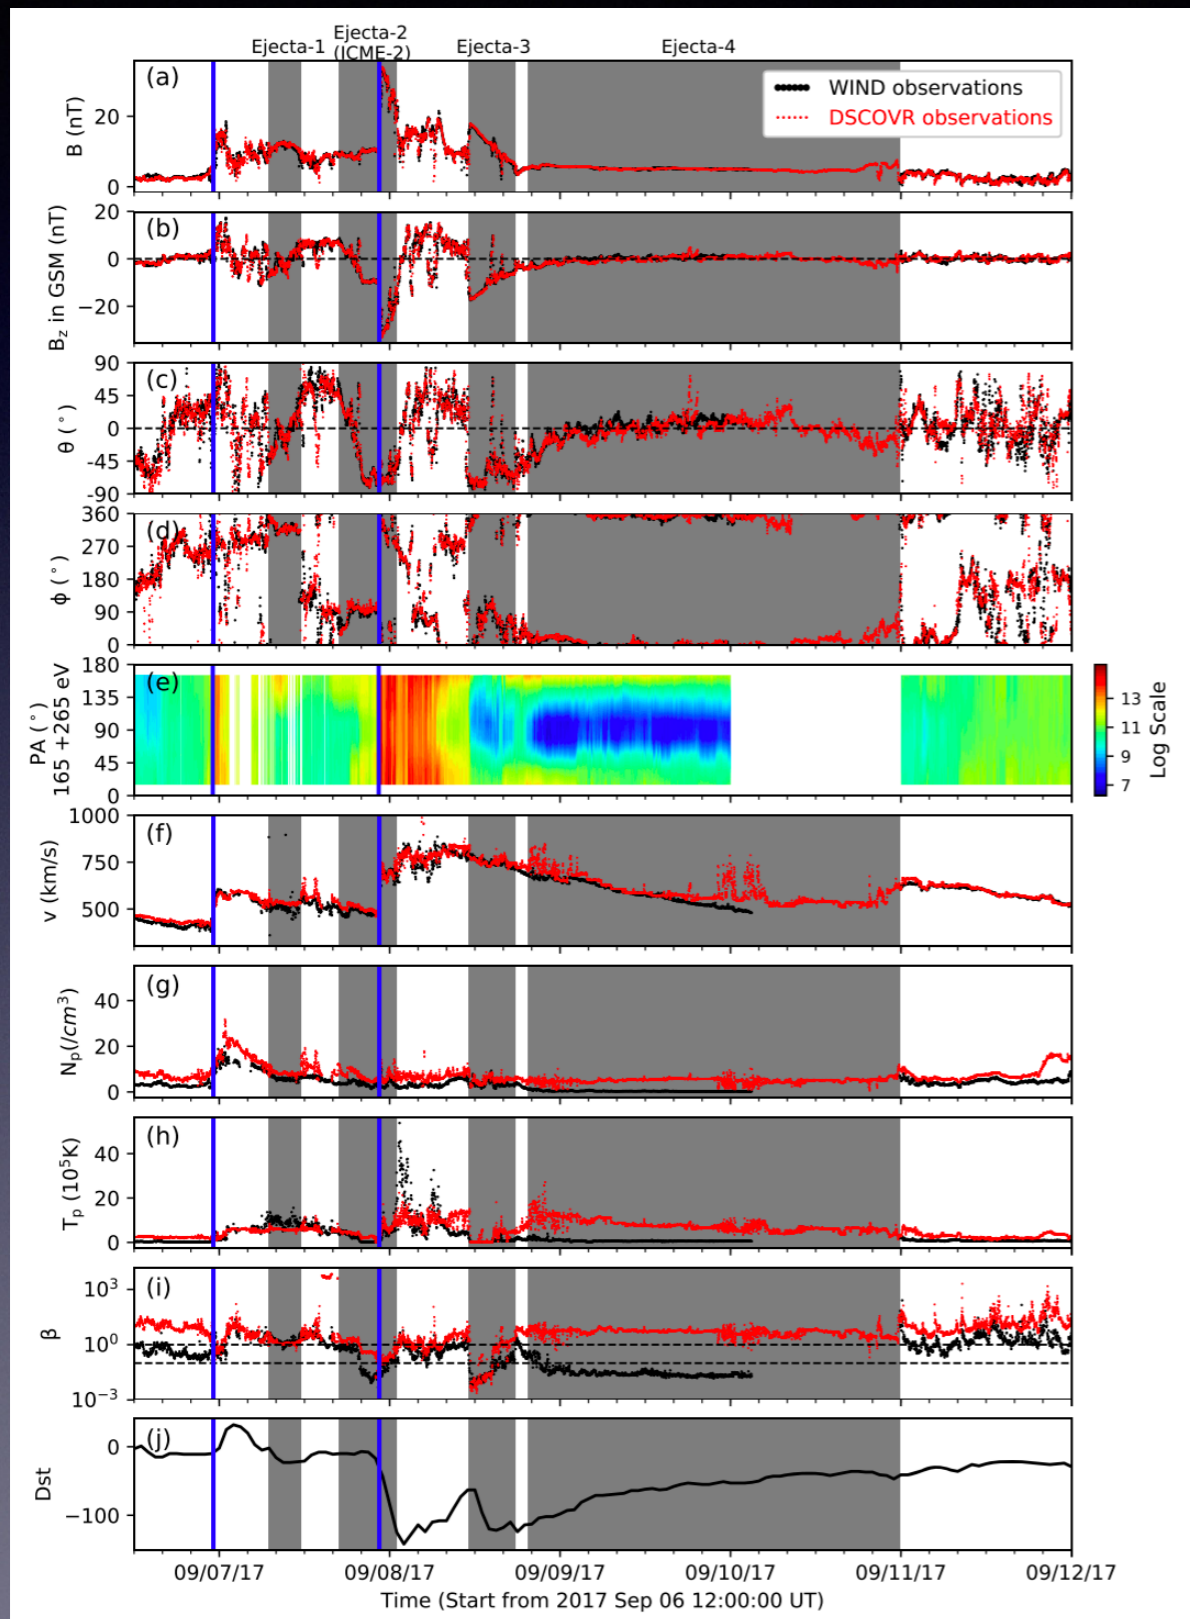 Ejecta-1
Ejecta-2
(ICME-2)
Ejecta-3
Ejecta-4
(a)
B (nT)
20
0
WIND observations
DSCOVR observations
(b)
B_z in GSM (nT)
20
0
−20
(c)
θ (°)
90
45
0
−45
−90
(d)
ϕ (°)
360
270
180
90
0
(e)
PA (°)
165 +265 eV
180
135
90
45
0
13
11
9
7
Log Scale
(f)
v (km/s)
1000
750
500
(g)
N_p(/cm^3)
40
20
0
(h)
T_p (10^5K)
40
20
0
(i)
β
10^3
10^0
10^−3
(j)
Dst
0
−100
09/07/17 09/08/17 09/09/17 09/10/17 09/11/17 09/12/17
Time (Start from 2017 Sep 06 12:00:00 UT)